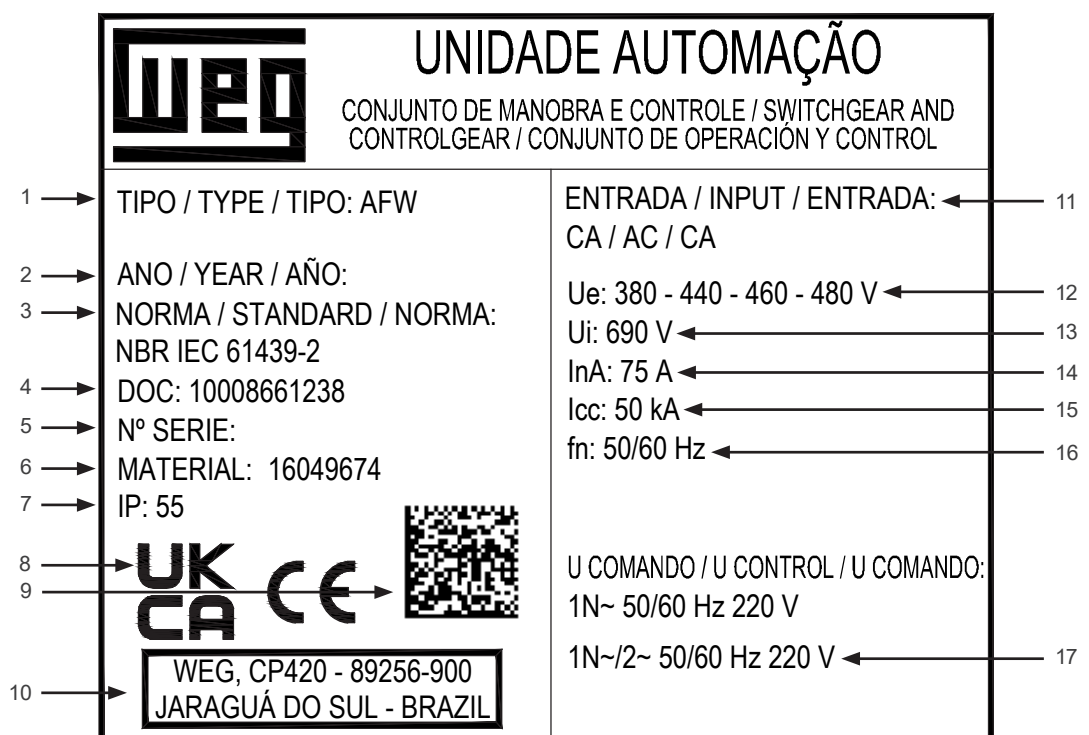 weg
UNIDADE AUTOMAÇÃO
CONJUNTO DE MANOBRA E CONTROLE / SWITCHGEAR AND
CONTROLGEAR / CONJUNTO DE OPERACIÓN Y CONTROL
1
TIPO / TYPE / TIPO: AFW
2
ANO / YEAR / AÑO:
3
NORMA / STANDARD / NORMA:
NBR IEC 61439-2
4
DOC: 10008661238
5
Nº SERIE:
6
MATERIAL: 16049674
7
IP: 55
8
UK
CA
CE
9
10
WEG, CP420 - 89256-900
JARAGUÁ DO SUL - BRAZIL
ENTRADA / INPUT / ENTRADA:
11
CA / AC / CA
Ue: 380 - 440 - 460 - 480 V
12
Ui: 690 V
13
InA: 75 A
14
Icc: 50 kA
15
fn: 50/60 Hz
16
U COMANDO / U CONTROL / U COMANDO:
1N~ 50/60 Hz 220 V
1N~/2~ 50/60 Hz 220 V
17